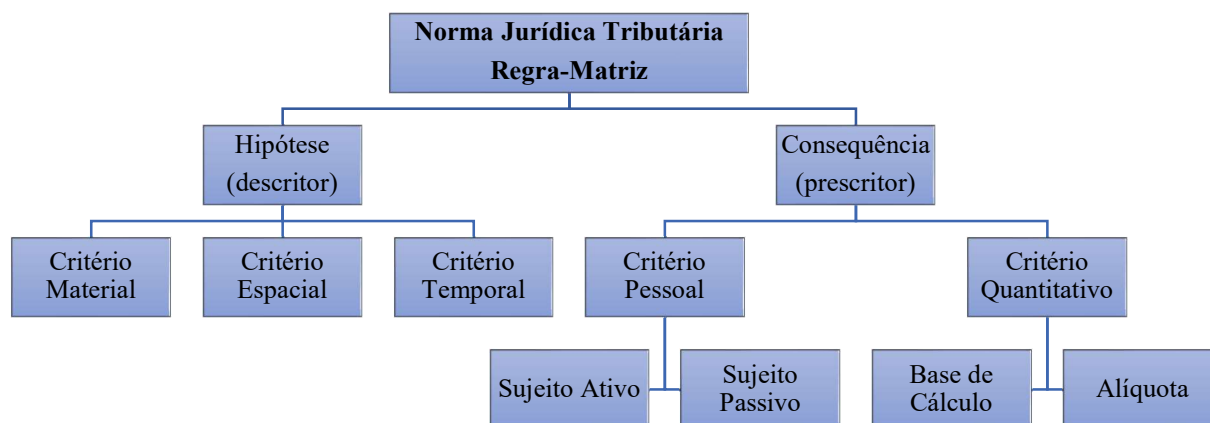 Norma Jurídica Tributária
Regra-Matriz
Hipótese
(descritor)
Consequência
(prescritor)
Critério
Material
Critério
Espacial
Critério
Temporal
Critério
Pessoal
Critério
Quantitativo
Sujeito Ativo
Sujeito
Passivo
Base de
Cálculo
Alíquota